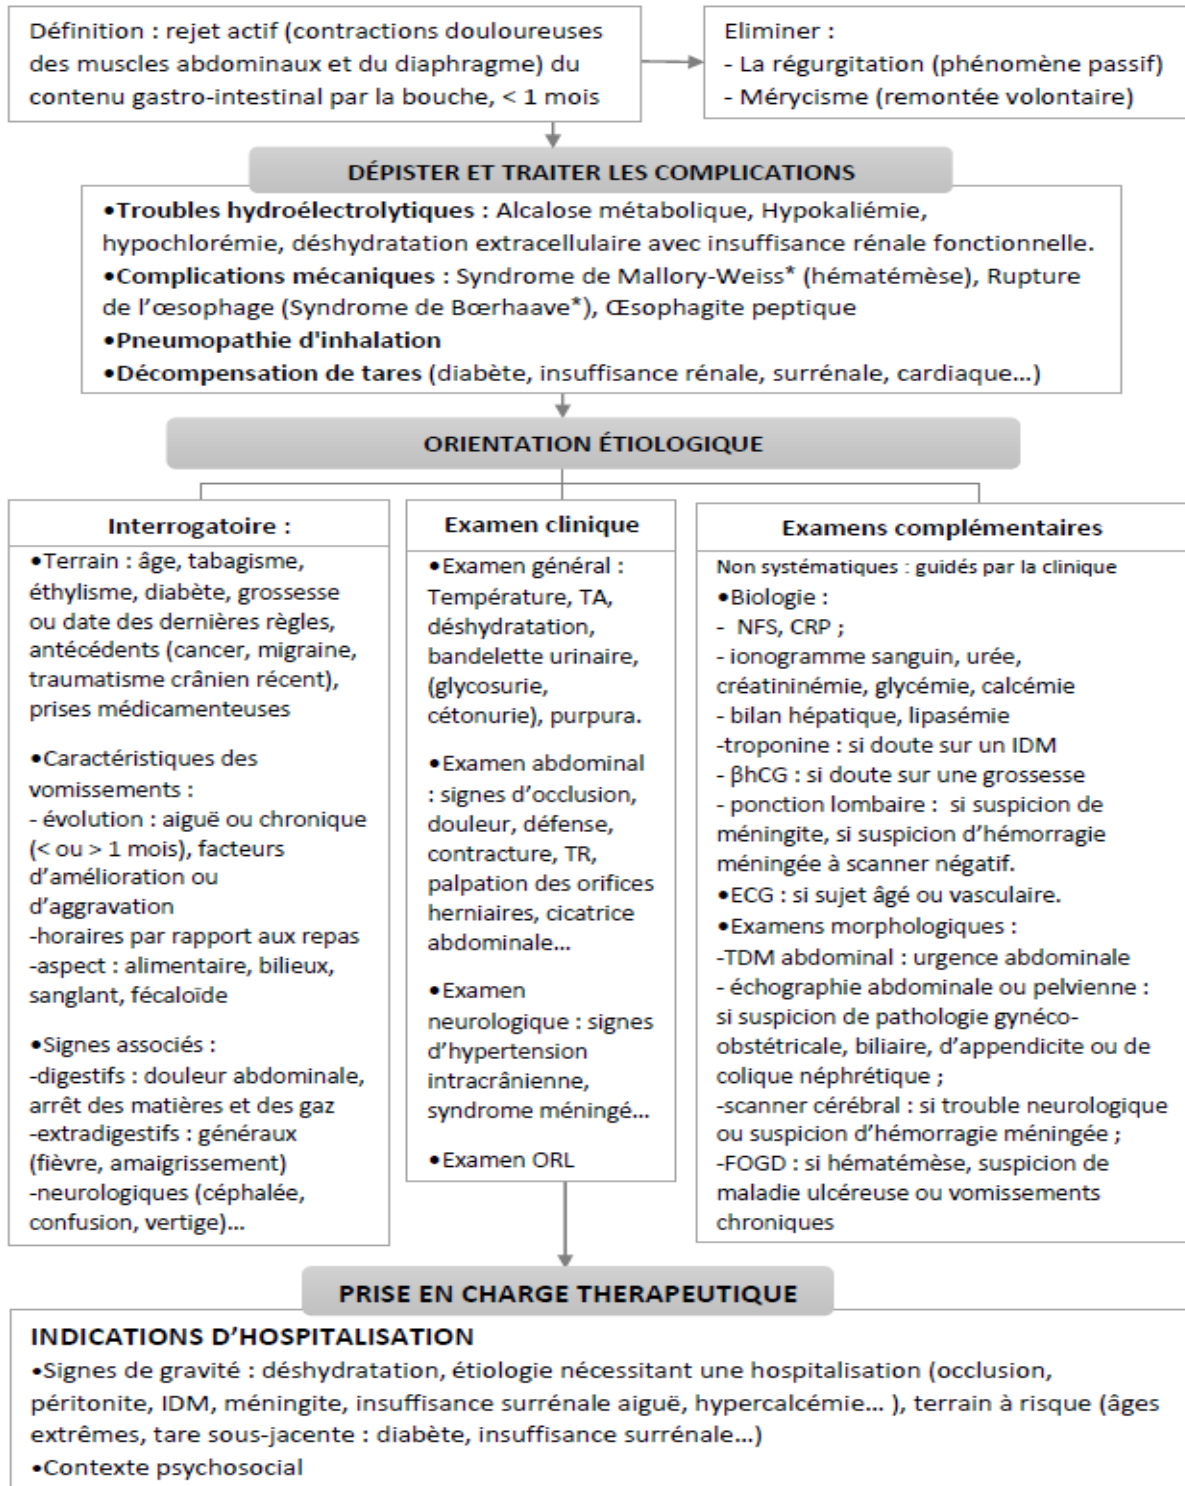 Définition : rejet actif (contractions douloureuses
des muscles abdominaux et du diaphragme) du
contenu gastro-intestinal par la bouche, < 1 mois
Eliminer :
- La régurgitation (phénomène passif)
- Mérycisme (remontée volontaire)
DÉPISTER ET TRAITER LES COMPLICATIONS
•Troubles hydroélectrolytiques : Alcalose métabolique, Hypokaliémie,
hypochlorémie, déshydratation extracellulaire avec insuffisance rénale fonctionnelle.
•Complications mécaniques : Syndrome de Mallory-Weiss* (hématémèse), Rupture
de l'œsophage (Syndrome de Bœrhaave*), Œsophagite peptique
•Pneumopathie d'inhalation
•Décompensation de tares (diabète, insuffisance rénale, surrénale, cardiaque...)
ORIENTATION ÉTIOLOGIQUE
Interrogatoire :
•Terrain : âge, tabagisme,
éthylisme, diabète, grossesse
ou date des dernières règles,
antécédents (cancer, migraine,
traumatisme crânien récent),
prises médicamenteuses
•Caractéristiques des
vomissements :
- évolution : aiguë ou chronique
(< ou > 1 mois), facteurs
d'amélioration ou
d'aggravation
-horaires par rapport aux repas
-aspect : alimentaire, bilieux,
sanglant, fécaloïde
•Signes associés :
-digestifs : douleur abdominale,
arrêt des matières et des gaz
-extradigestifs : généraux
(fièvre, amaigrissement)
-neurologiques (céphalée,
confusion, vertige)...
Examen clinique
•Examen général :
Température, TA,
déshydratation,
bandelette urinaire,
(glycosurie,
cétonurie), purpura.
•Examen abdominal
: signes d'occlusion,
douleur, défense,
contracture, TR,
palpation des orifices
herniaires, cicatrice
abdominale...
•Examen
neurologique : signes
d'hypertension
intracrânienne,
syndrome méningé...
•Examen ORL
Examens complémentaires
Non systématiques : guidés par la clinique
•Biologie :
- NFS, CRP ;
- ionogramme sanguin, urée,
créatininémie, glycémie, calcémie
- bilan hépatique, lipasémie
-troponine : si doute sur un IDM
- βhCG : si doute sur une grossesse
- ponction lombaire : si suspicion de
méningite, si suspicion d'hémorragie
méningée à scanner négatif.
•ECG : si sujet âgé ou vasculaire.
•Examens morphologiques :
-TDM abdominal : urgence abdominale
- échographie abdominale ou pelvienne :
si suspicion de pathologie gynéco-
obstétricale, biliaire, d'appendicite ou de
colique néphrétique ;
-scanner cérébral : si trouble neurologique
ou suspicion d'hémorragie méningée ;
-FOGD : si hématémèse, suspicion de
maladie ulcéreuse ou vomissements
chroniques
PRISE EN CHARGE THERAPEUTIQUE
INDICATIONS D'HOSPITALISATION
•Signes de gravité : déshydratation, étiologie nécessitant une hospitalisation (occlusion,
péritonite, IDM, méningite, insuffisance surrénale aiguë, hypercalcémie... ), terrain à risque (âges
extrêmes, tare sous-jacente : diabète, insuffisance surrénale...)
•Contexte psychosocial